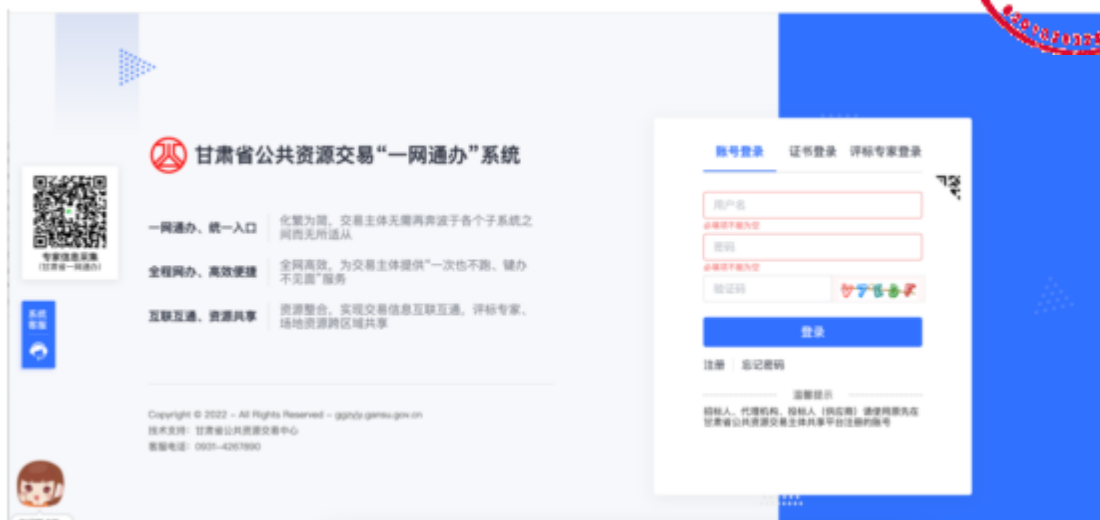 甘肃省公共资源交易“一网通办”系统
专家信息采集
(甘肃省一网通办)
系统
客服
一网通办、统一入口
化繁为简，交易主体无需再奔波于各个子系统之
间而无所适从
全程网办、高效便捷
全网高效，为交易主体提供“一次也不跑、键办
不见面”服务
互联互通、资源共享
资源整合，实现交易信息互联互通，评标专家、
场地资源跨区域共享
Copyright © 2022 - All Rights Reserved - ggzyjy.gansu.gov.cn
技术支持：甘肃省公共资源交易中心
客服电话：0931-4267890
账号登录 证书登录 评标专家登录
用户名
必填项不能为空
密码
必填项不能为空
验证码
登录
注册 忘记密码
温馨提示
招标人、代理机构、投标人（供应商）请使用原先在
甘肃省公共资源交易主体共享平台注册的账号